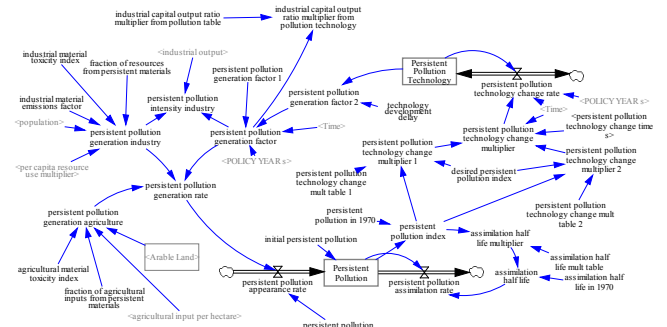 industrial capital output ratio
multiplier from pollution table
industrial capital output
ratio multiplier from
pollution technology
industrial material
toxicity index
fraction of resources
from persistent materials
<industrial output>
persistent pollution
intensity industry
persistent pollution
generation factor 1
persistent pollution
generation factor 2
Persistent
Pollution
Technology
persistent pollution
technology change rate
<POLICY YEAR s>
<Time>
industrial material
emissions factor
<population>
persistent pollution
generation industry
persistent pollution
generation factor
<Time>
technology
development
delay
<POLICY YEAR s>
<per capita resource
use multiplier>
persistent pollution
technology change
multiplier
<persistent pollution
technology change time
s>
persistent pollution
technology change
multiplier 1
persistent pollution
technology change
multiplier 2
desired persistent
pollution index
persistent pollution
technology change
mult table 1
persistent pollution
generation rate
persistent pollution
technology change mult
table 2
persistent pollution
generation agriculture
persistent
pollution in 1970
persistent
pollution index
initial persistent pollution
assimilation half
life multiplier
<Arable Land>
agricultural material
toxicity index
Persistent
Pollution
persistent pollution
appearance rate
persistent pollution
assimilation rate
assimilation
half life
assimilation half
life mult table
assimilation half
life in 1970
fraction of agricultural
inputs from persistent
materials
<agricultural input per hectare>
persistent pollution